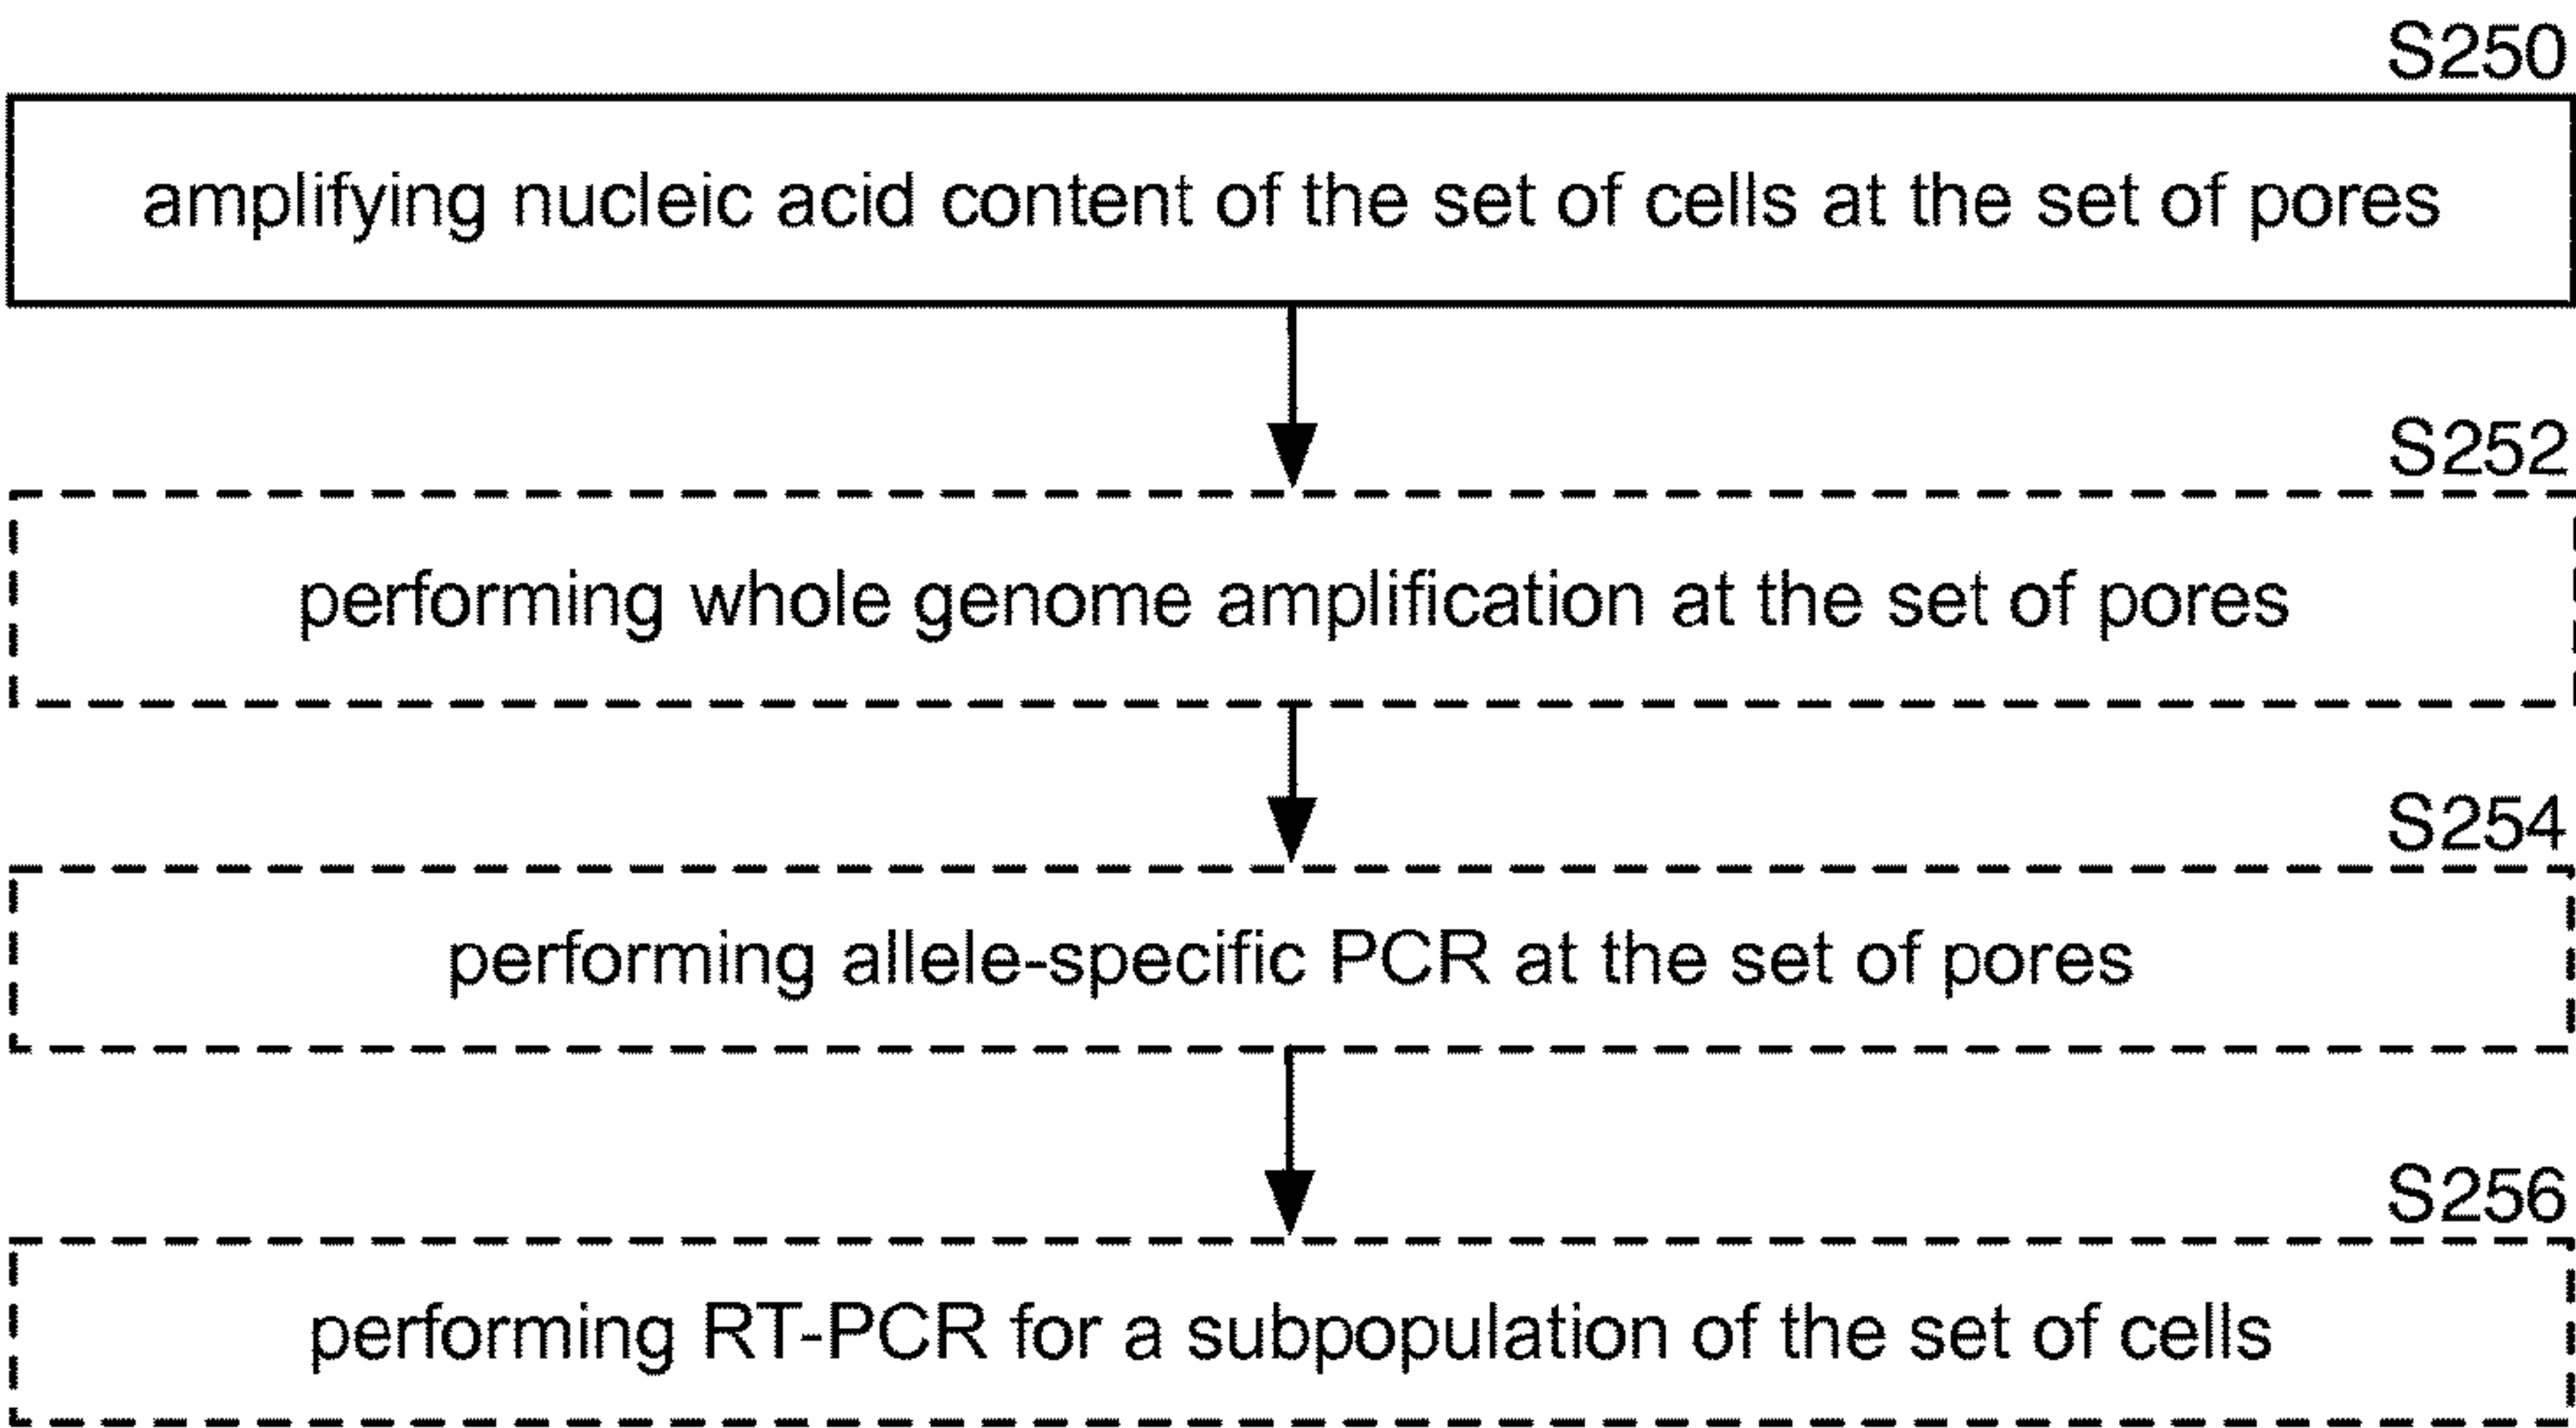 S250
amplifying nucleic acid content of the set of cells at the set of pores
S252
performing whole genome amplification at the set of pores
S254
performing allele-specific PCR at the set of pores
S256
performing RT-PCR for a subpopulation of the set of cells